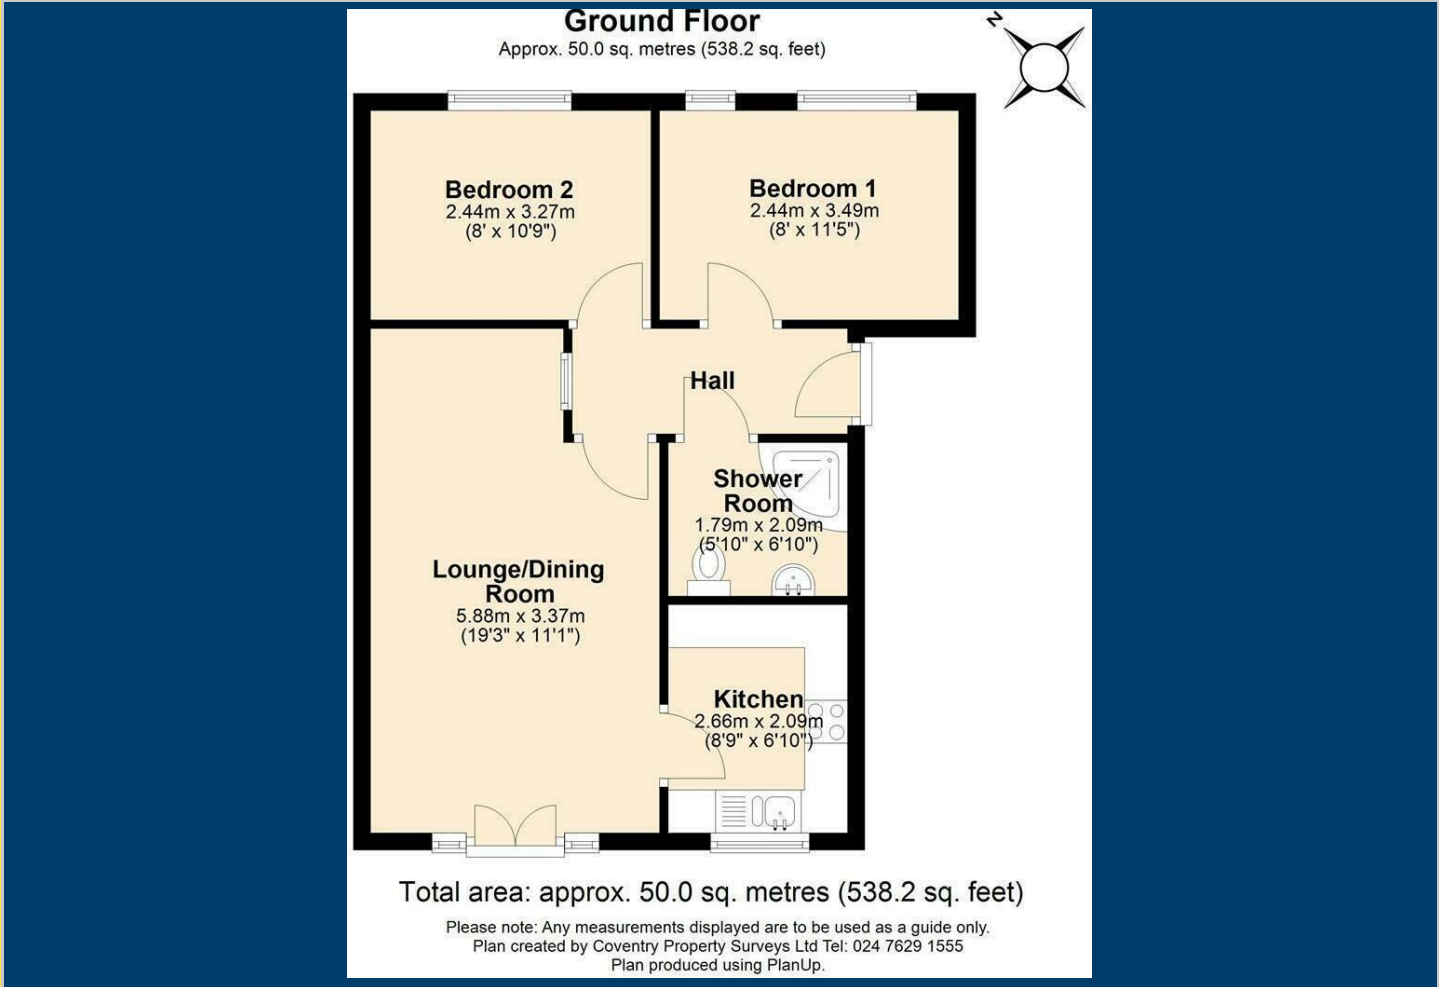 Ground Floor
Approx. 50.0 sq. metres (538.2 sq. feet)
N
Bedroom 2
2.44m x 3.27m
(8' x 10'9")
Bedroom 1
2.44m x 3.49m
(8' x 11'5")
Hall
Shower
Room
1.79m x 2.09m
(5'10" x 6'10")
Lounge/Dining
Room
5.88m x 3.37m
(19'3" x 11'1")
Kitchen
2.66m x 2.09m
(8'9" x 6'10")
Total area: approx. 50.0 sq. metres (538.2 sq. feet)
Please note: Any measurements displayed are to be used as a guide only.
Plan created by Coventry Property Surveys Ltd Tel: 024 7629 1555
Plan produced using PlanUp.